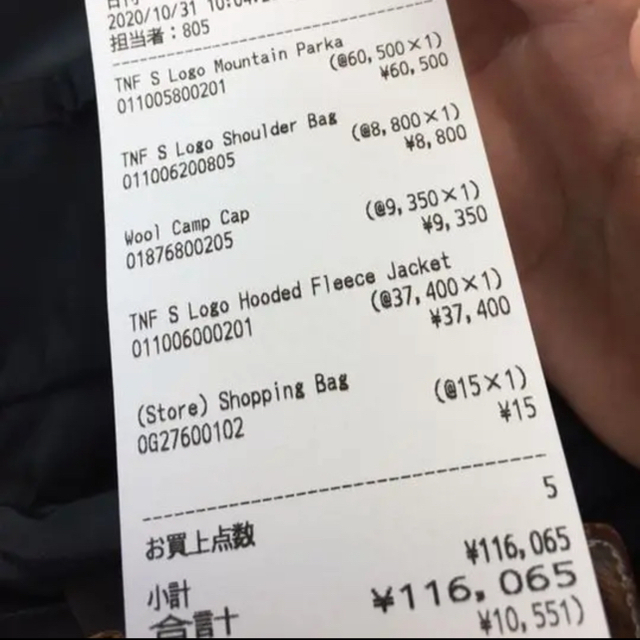 2020/10/31
担当者：805
TNF S Logo Mountain Parka
(@60,500×1)
011005800201
¥60,500
TNF S Logo Shoulder Bag
(@8,800×1)
011006200805
¥8,800
Wool Camp Cap
(@9,350×1)
01876800205
¥9,350
TNF S Logo Hooded Fleece Jacket
(@37,400×1)
011006000201
¥37,400
(Store) Shopping Bag
(@15×1)
0G27600102
¥15
お買上点数 5
小計 ¥116,065
合計 ¥116,065
¥10,551)